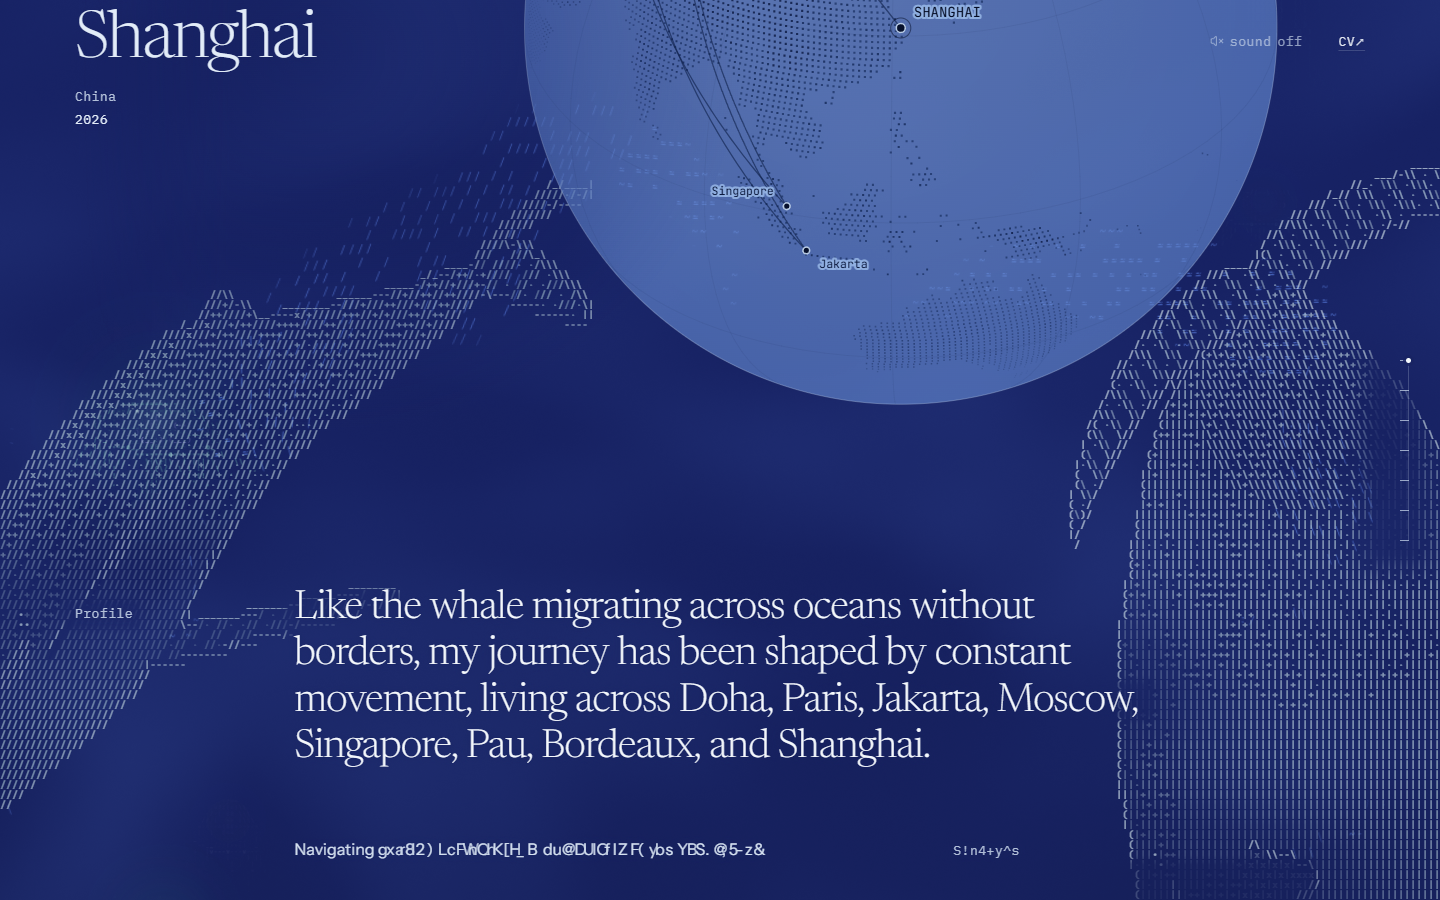 Shanghai
SHANGHAI
sound off
CV↗
China
2026
Singapore
Jakarta
Profile
Like the whale migrating across oceans without
borders, my journey has been shaped by constant
movement, living across Doha, Paris, Jakarta, Moscow,
Singapore, Pau, Bordeaux, and Shanghai.
Navigating
S!n4+y^s